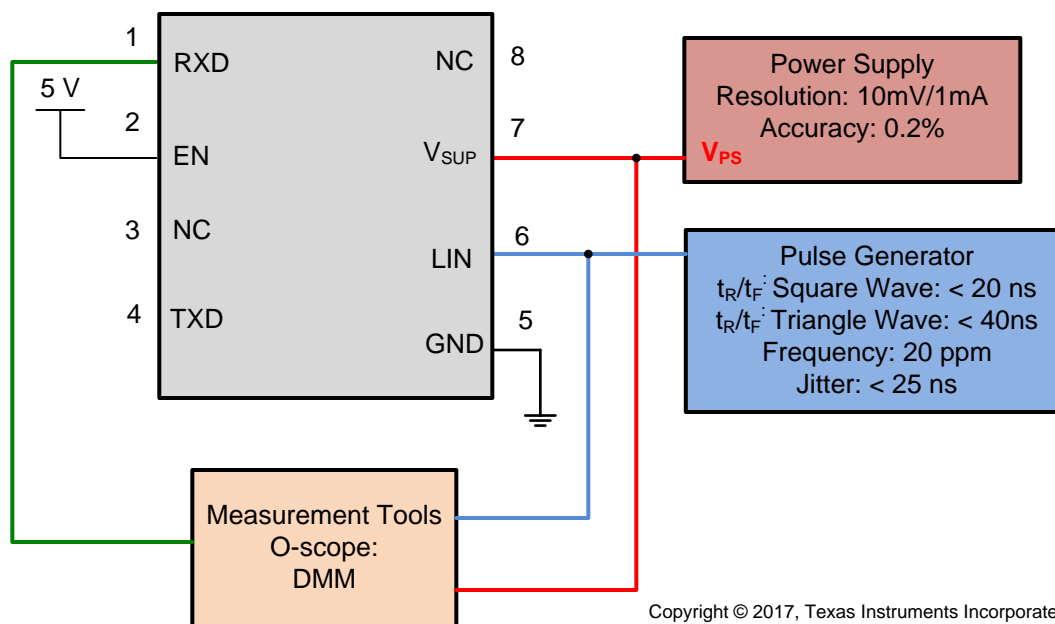 1
RXD
5 V
2
EN
3
NC
4
TXD
NC
8
7
VSUP
6
LIN
5
GND
Power Supply
Resolution: 10mV/1mA
Accuracy: 0.2%
VPS
Pulse Generator
tR/tF: Square Wave: < 20 ns
tR/tF: Triangle Wave: < 40ns
Frequency: 20 ppm
Jitter: < 25 ns
Measurement Tools
O-scope:
DMM
Copyright © 2017, Texas Instruments Incorporate